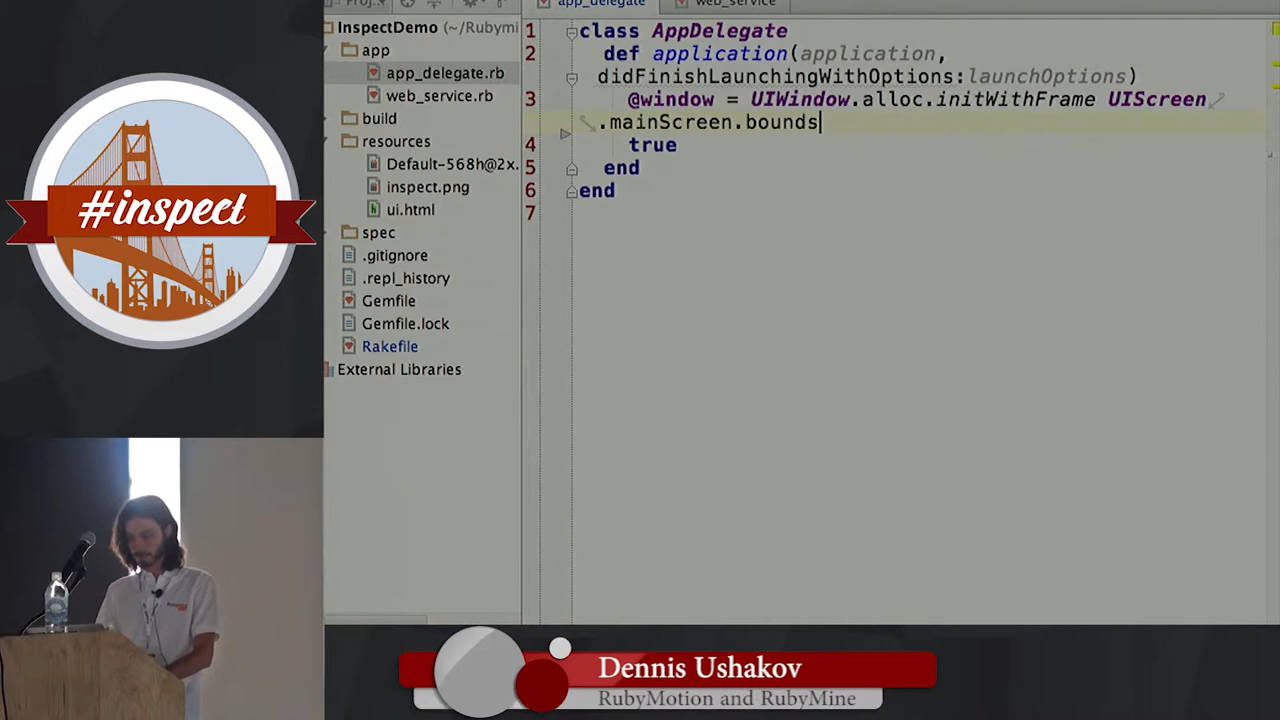 app_delegate
web_service
InspectDemo (~/Rubymi
app
app_delegate.rb
web_service.rb
build
resources
Default-568h@2x.
inspect.png
ui.html
spec
.gitignore
.repl_history
Gemfile
Gemfile.lock
Rakefile
External Libraries
1 class AppDelegate
2 def application(application,
didFinishLaunchingWithOptions:launchOptions)
3 @window = UIWindow.alloc.initWithFrame UIScreen
.mainScreen.bounds
4 true
5 end
6 end
7
#inspect
Dennis Ushakov
RubyMotion and RubyMine